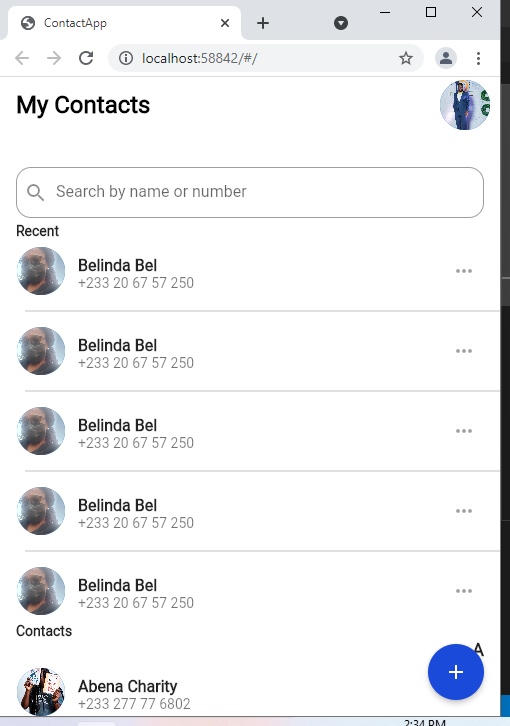 ContactApp
localhost:58842/#/
My Contacts
Search by name or number
Recent
Belinda Bel
+233 20 67 57 250
Belinda Bel
+233 20 67 57 250
Belinda Bel
+233 20 67 57 250
Belinda Bel
+233 20 67 57 250
Belinda Bel
+233 20 67 57 250
Contacts
A
Abena Charity
+233 277 77 6802
2:34 PM